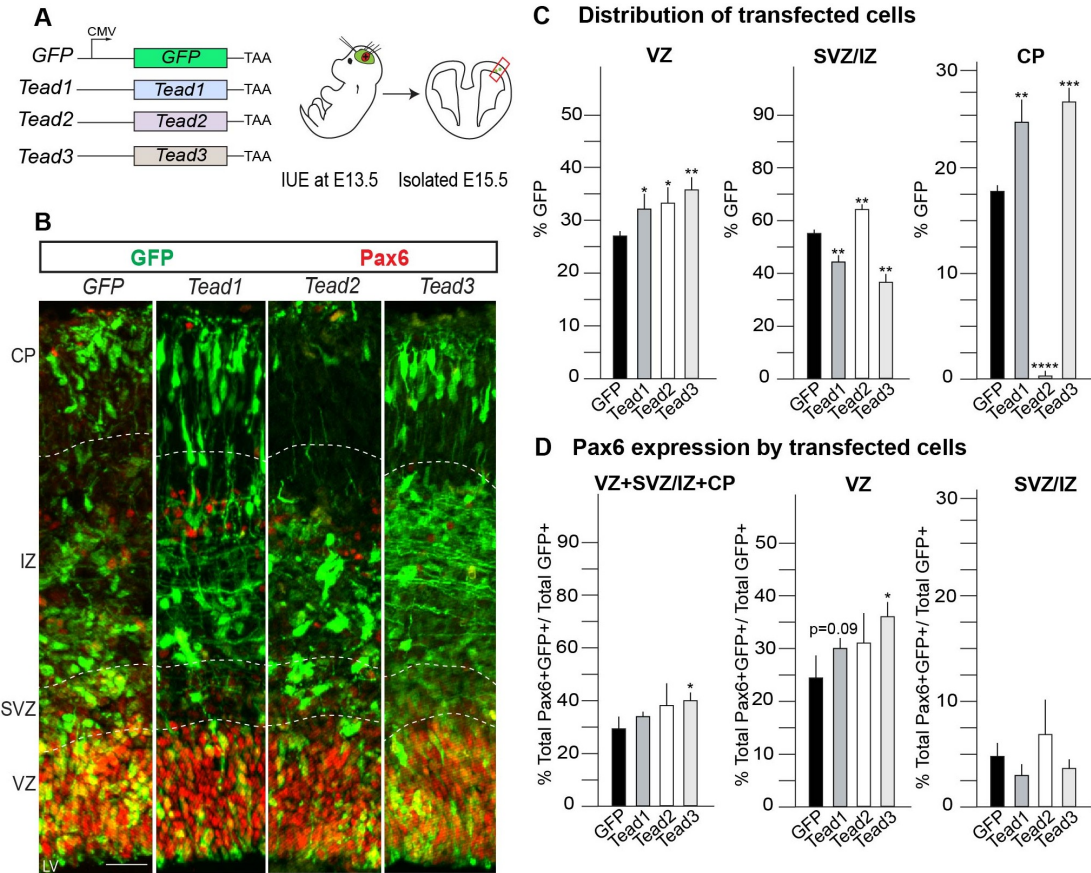 A
CMV
GFP GFP TAA
Tead1 Tead1 TAA
Tead2 Tead2 TAA
Tead3 Tead3 TAA
IUE at E13.5 Isolated E15.5
B
GFP Pax6
GFP Tead1 Tead2 Tead3
CP
IZ
SVZ
VZ
LV
C Distribution of transfected cells
VZ
% GFP
50
40
30
20
10
0
* * **
GFP Tead1 Tead2 Tead3
SVZ/IZ
% GFP
90
80
60
40
20
0
** ** **
GFP Tead1 Tead2 Tead3
CP
% GFP
30
20
10
0
** **** ***
GFP Tead1 Tead2 Tead3
D Pax6 expression by transfected cells
VZ+SVZ/IZ+CP
% Total Pax6+GFP+/ Total GFP+
90
80
60
40
20
0
*
GFP Tead1 Tead2 Tead3
VZ
% Total Pax6+GFP+/ Total GFP+
50
40
30
20
10
0
p=0.09 *
GFP Tead1 Tead2 Tead3
SVZ/IZ
% Total Pax6+GFP+/ Total GFP+
30
20
10
0
GFP Tead1 Tead2 Tead3